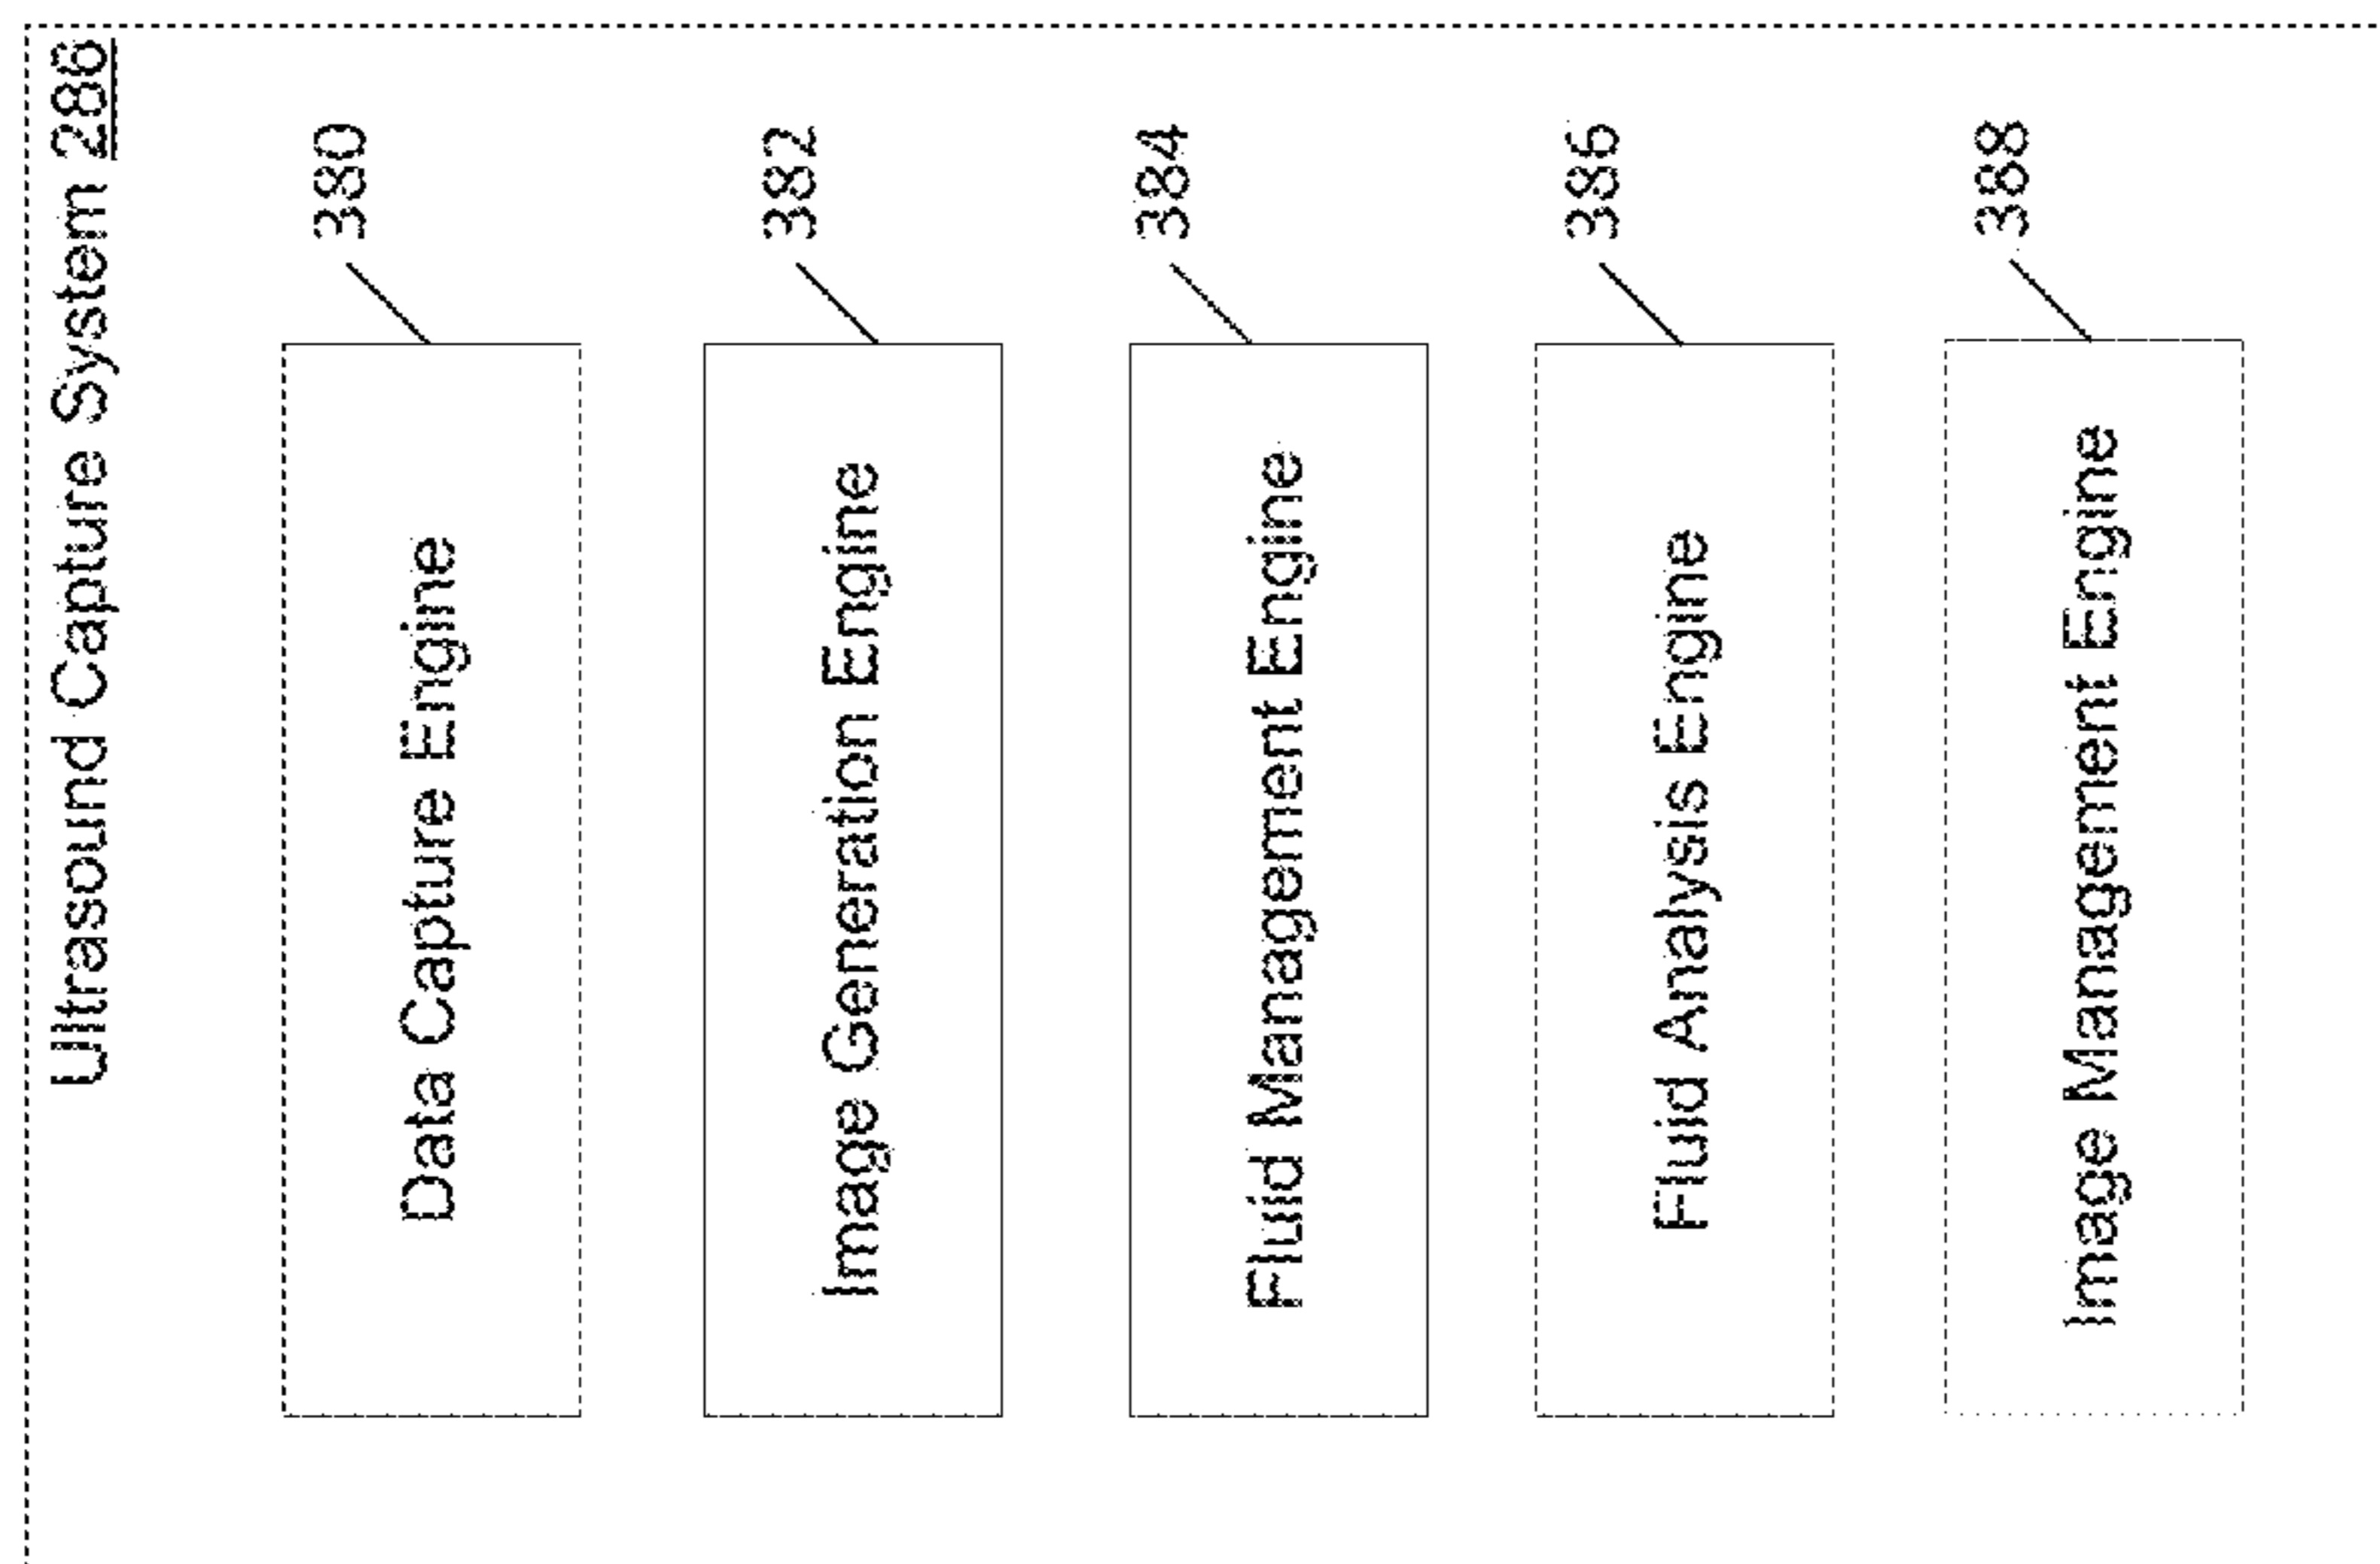 Ultrasound Capture System 286
380
Data Capture Engine
382
Image Generation Engine
384
Fluid Management Engine
386
Fluid Analysis Engine
388
Image Management Engine